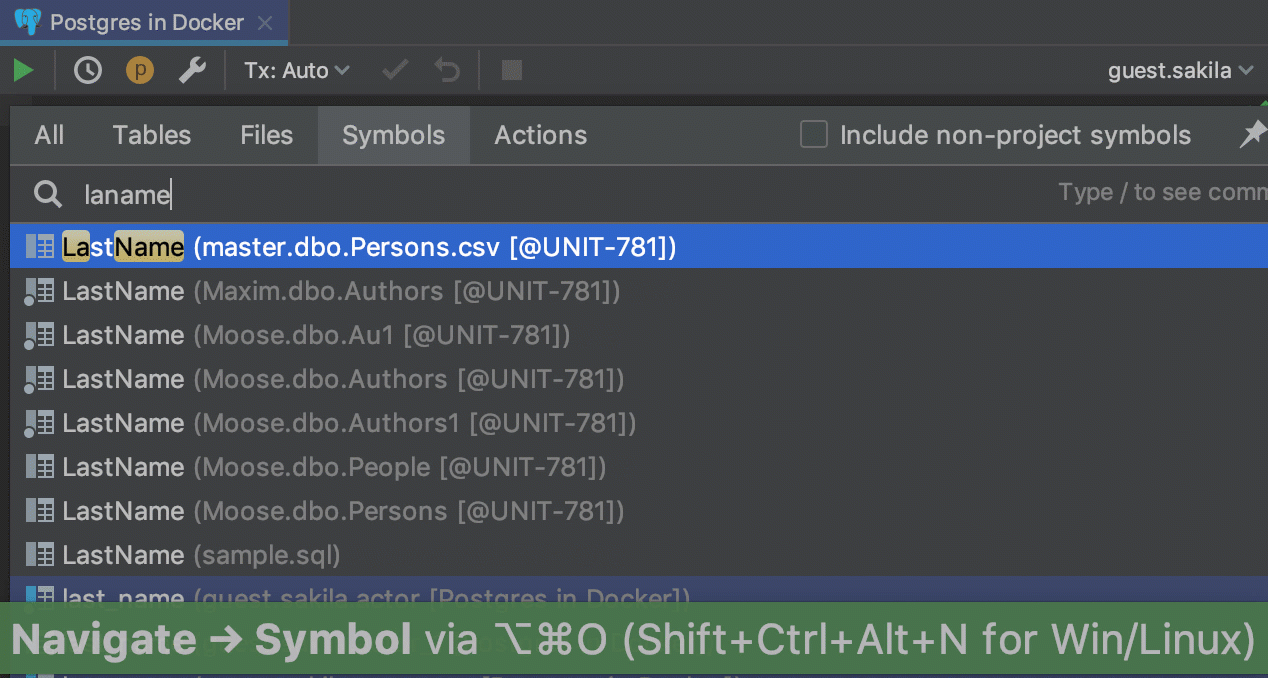 Postgres in Docker
p Tx: Auto guest.sakila
All Tables Files Symbols Actions Include non-project symbols
laname Type / to see comm
LastName (master.dbo.Persons.csv [@UNIT-781])
LastName (Maxim.dbo.Authors [@UNIT-781])
LastName (Moose.dbo.Au1 [@UNIT-781])
LastName (Moose.dbo.Authors [@UNIT-781])
LastName (Moose.dbo.Authors1 [@UNIT-781])
LastName (Moose.dbo.People [@UNIT-781])
LastName (Moose.dbo.Persons [@UNIT-781])
LastName (sample.sql)
last_name (guest.sakila.actor [Postgres in Docker])
Navigate → Symbol via ⌥⌘O (Shift+Ctrl+Alt+N for Win/Linux)